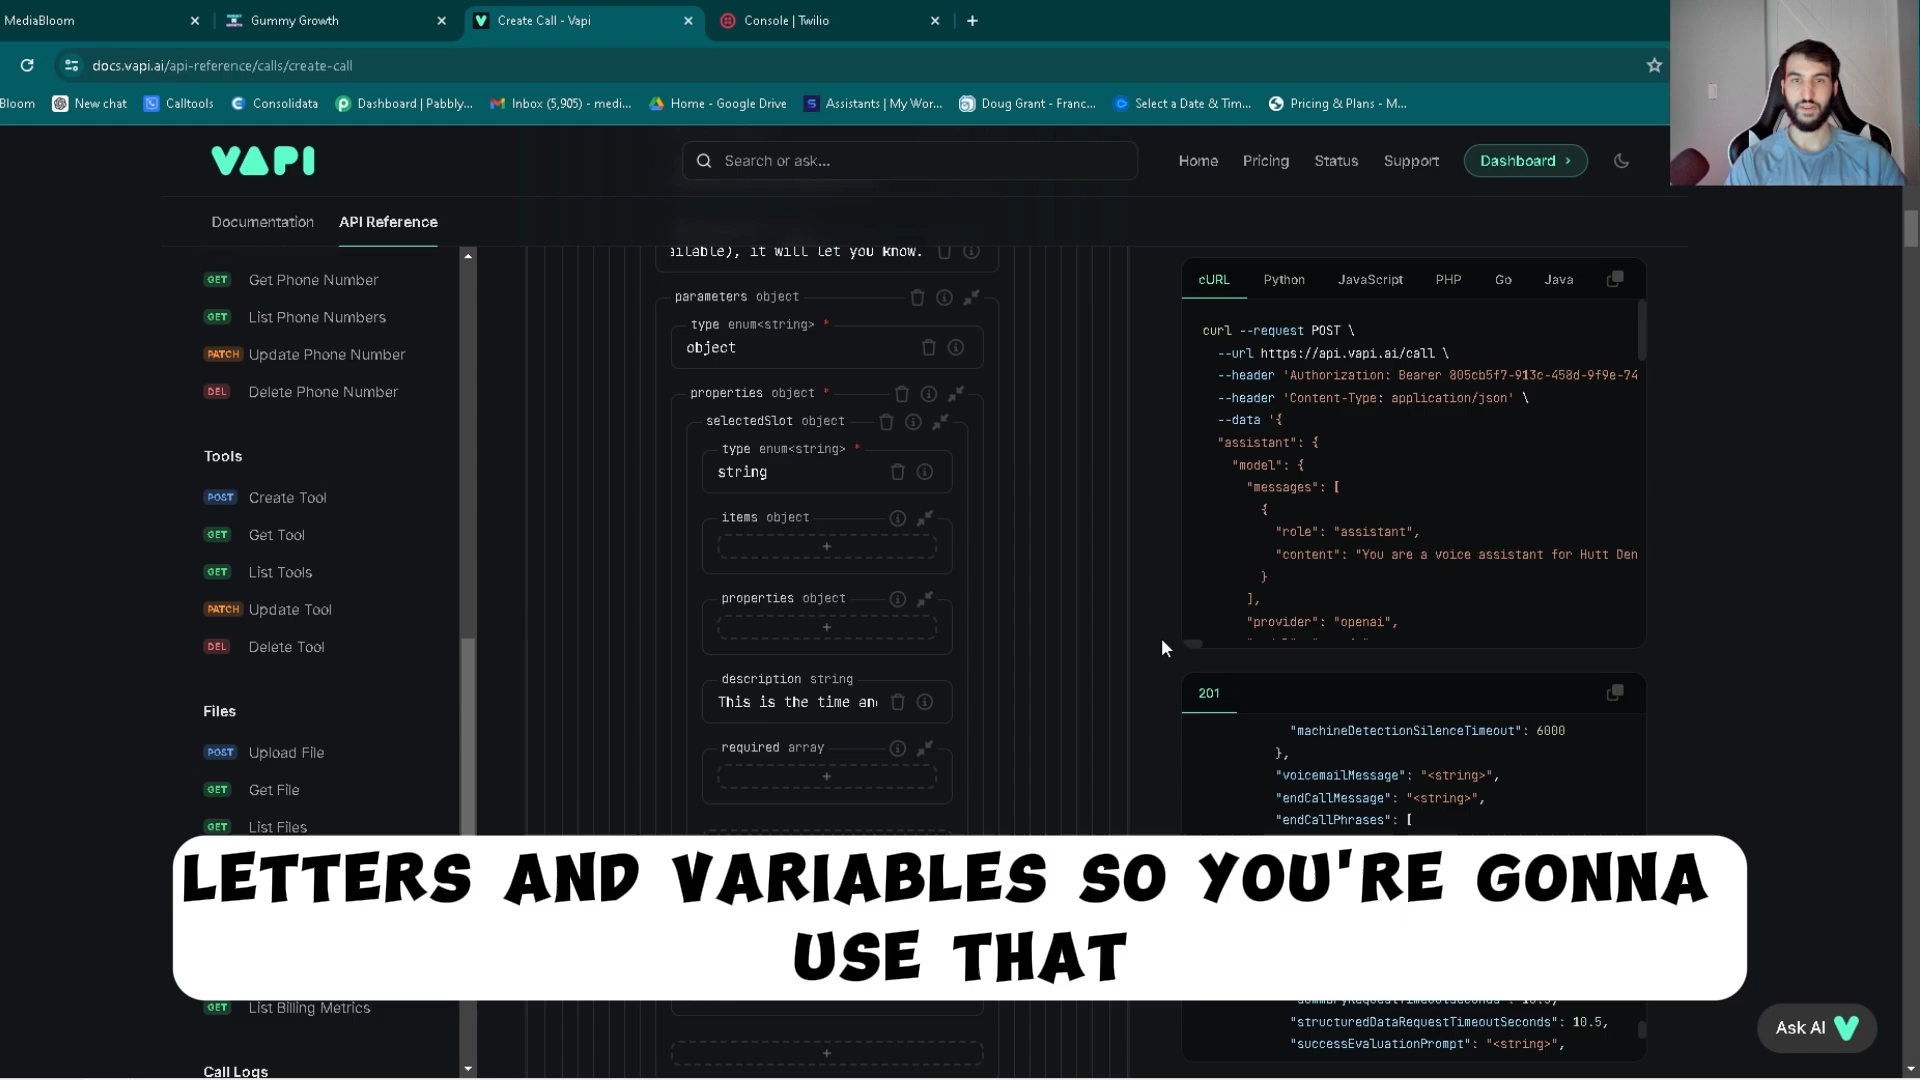 MediaBloom
Gummy Growth
Create Call - Vapi
Console | Twilio
docs.vapi.ai/api-reference/calls/create-call
Bloom
New chat
Calltools
Consolidata
Dashboard | Pabbly...
Inbox (5,905) - medi...
Home - Google Drive
Assistants | My Wor...
Doug Grant - Franc...
Select a Date & Tim...
Pricing & Plans - M...
VAPI
Search or ask...
Home
Pricing
Status
Support
Dashboard
Documentation
API Reference
GET Get Phone Number
GET List Phone Numbers
PATCH Update Phone Number
DEL Delete Phone Number
Tools
POST Create Tool
GET Get Tool
GET List Tools
PATCH Update Tool
DEL Delete Tool
Files
POST Upload File
GET Get File
GET List Files
GET List Billing Metrics
Call Logs
ailable), it will let you know.
parameters object
type enum<string> *
object
properties object *
selectedSlot object
type enum<string> *
string
items object
+
properties object
+
description string
This is the time an
required array
+
+
cURL Python JavaScript PHP Go Java
curl --request POST \
--url https://api.vapi.ai/call \
--header 'Authorization: Bearer 805cb5f7-913c-458d-9f9e-74
--header 'Content-Type: application/json' \
--data '{
"assistant": {
"model": {
"messages": [
{
"role": "assistant",
"content": "You are a voice assistant for Hutt Den
}
],
"provider": "openai",
201
"machineDetectionSilenceTimeout": 6000
},
"voicemailMessage": "<string>",
"endCallMessage": "<string>",
"endCallPhrases": [
"structuredDataRequestTimeoutSeconds": 10.5,
"successEvaluationPrompt": "<string>",
LETTERS AND VARIABLES SO YOU'RE GONNA
USE THAT
Ask AI